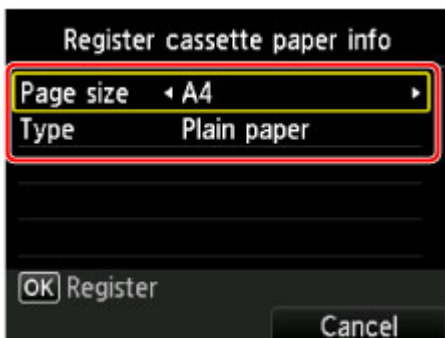 Register cassette paper info
Page size A4
Type Plain paper
OK Register
Cancel